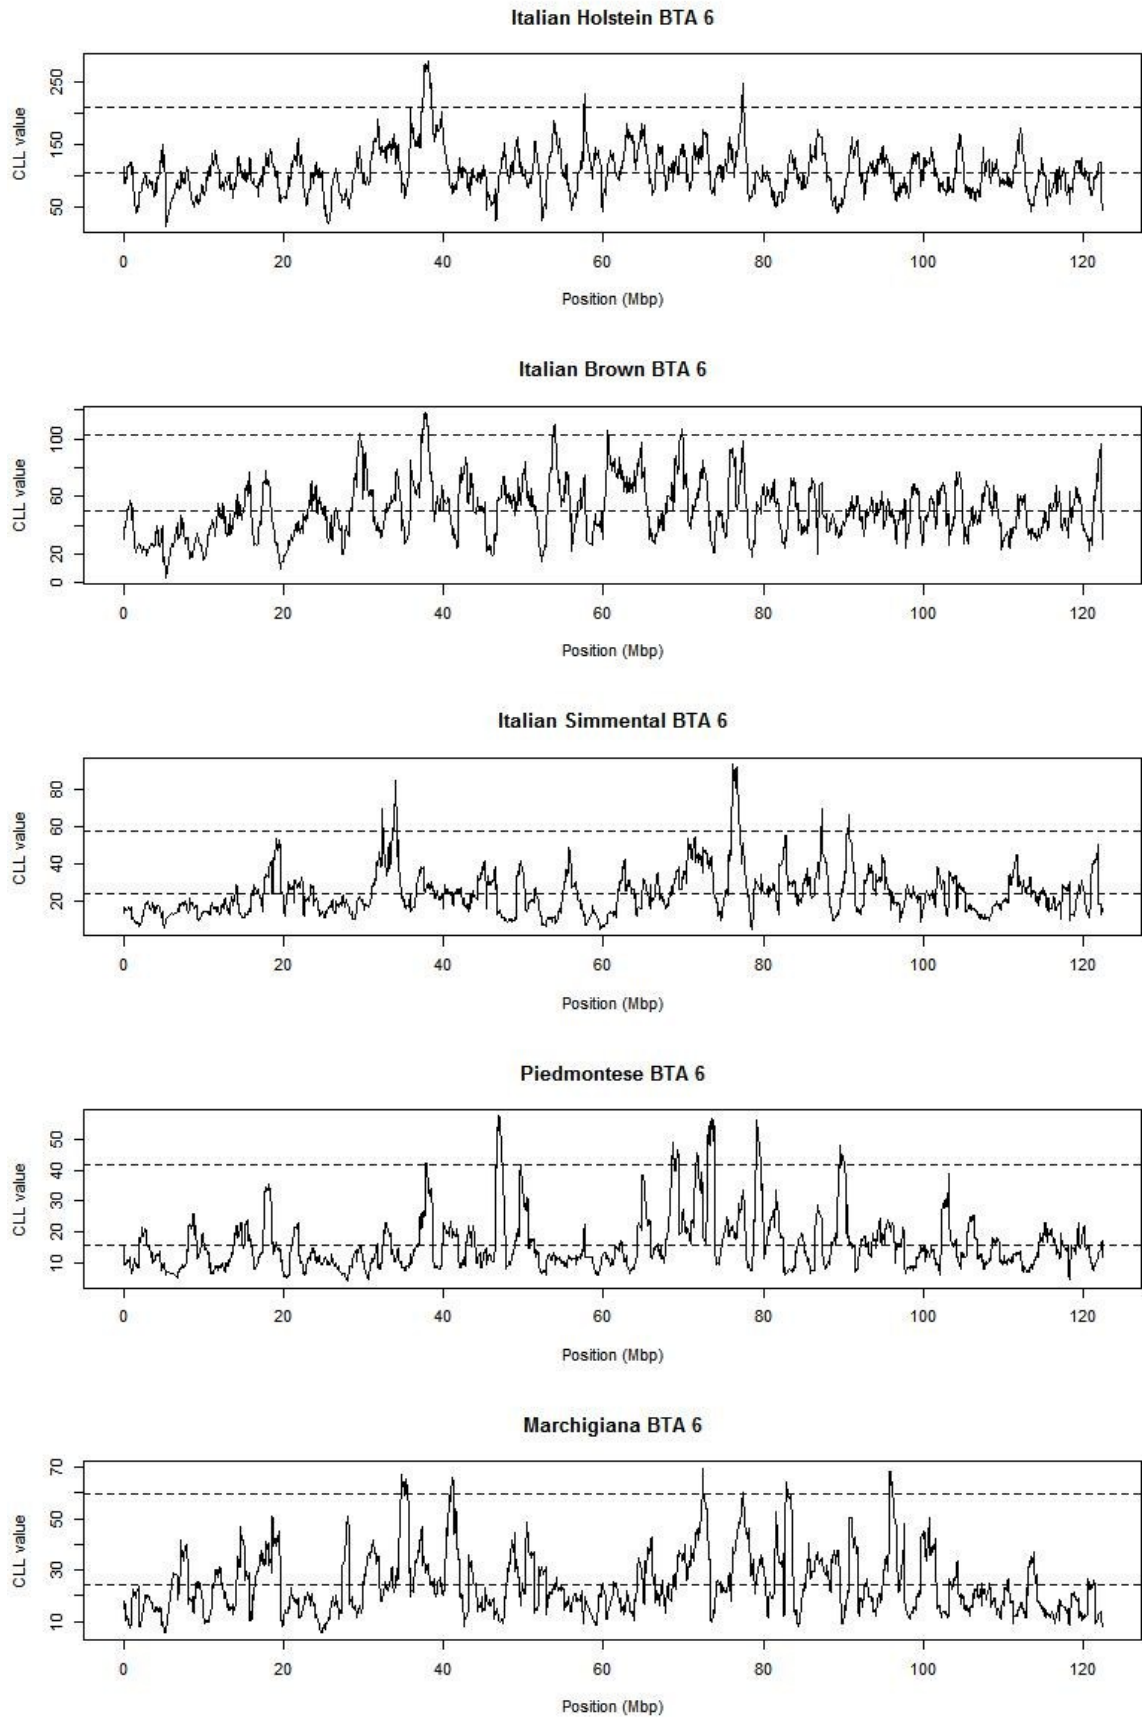 Italian Holstein BTA 6
CLL value
50 150 250
0 20 40 60 80 100 120
Position (Mbp)
Italian Brown BTA 6
CLL value
0 20 60 100
0 20 40 60 80 100 120
Position (Mbp)
Italian Simmental BTA 6
CLL value
20 40 60 80
0 20 40 60 80 100 120
Position (Mbp)
Piedmontese BTA 6
CLL value
10 20 30 40 50
0 20 40 60 80 100 120
Position (Mbp)
Marchigiana BTA 6
CLL value
10 30 50 70
0 20 40 60 80 100 120
Position (Mbp)